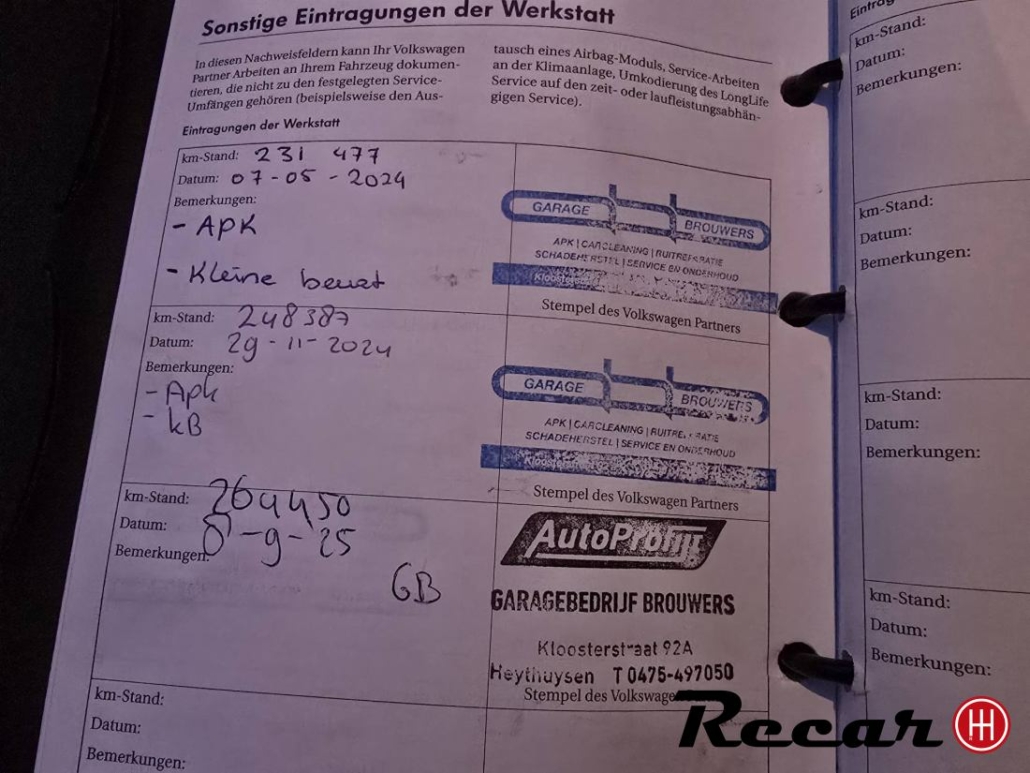 Sonstige Eintragungen der Werkstatt
In diesen Nachweisfeldern kann Ihr Volkswagen
Partner Arbeiten an Ihrem Fahrzeug dokumen-
tieren, die nicht zu den festgelegten Service-
Umfängen gehören (beispielsweise den Aus-
tausch eines Airbag-Moduls, Service-Arbeiten
an der Klimaanlage, Umkodierung des LongLife
Service auf den zeit- oder laufleistungsabhän-
gigen Service).
Eintragungen der Werkstatt
km-Stand: 231 477
Datum: 07-05-2024
Bemerkungen:
- APK
- Kleine beurt
GARAGE BROUWERS
APK | CARCLEANING | RUITREPARATIE
SCHADEHERSTEL | SERVICE EN ONDERHOUD
Stempel des Volkswagen Partners
km-Stand: 248387
Datum: 29-11-2024
Bemerkungen:
- Apk
- kB
GARAGE BROUWERS
APK | CARCLEANING | RUITREPARATIE
SCHADEHERSTEL | SERVICE EN ONDERHOUD
Stempel des Volkswagen Partners
km-Stand: 264450
Datum: 01-9-25
Bemerkungen:
GB
AutoProfijt
GARAGEBEDRIJF BROUWERS
Kloosterstraat 92A
Heythuysen T 0475-497050
Stempel des Volkswagen
km-Stand:
Datum:
Bemerkungen:
km-Stand:
Datum:
Bemerkungen:
km-Stand:
Datum:
Bemerkungen:
km-Stand:
Datum:
Bemerkungen:
km-Stand:
Datum:
Bemerkungen:
Recar